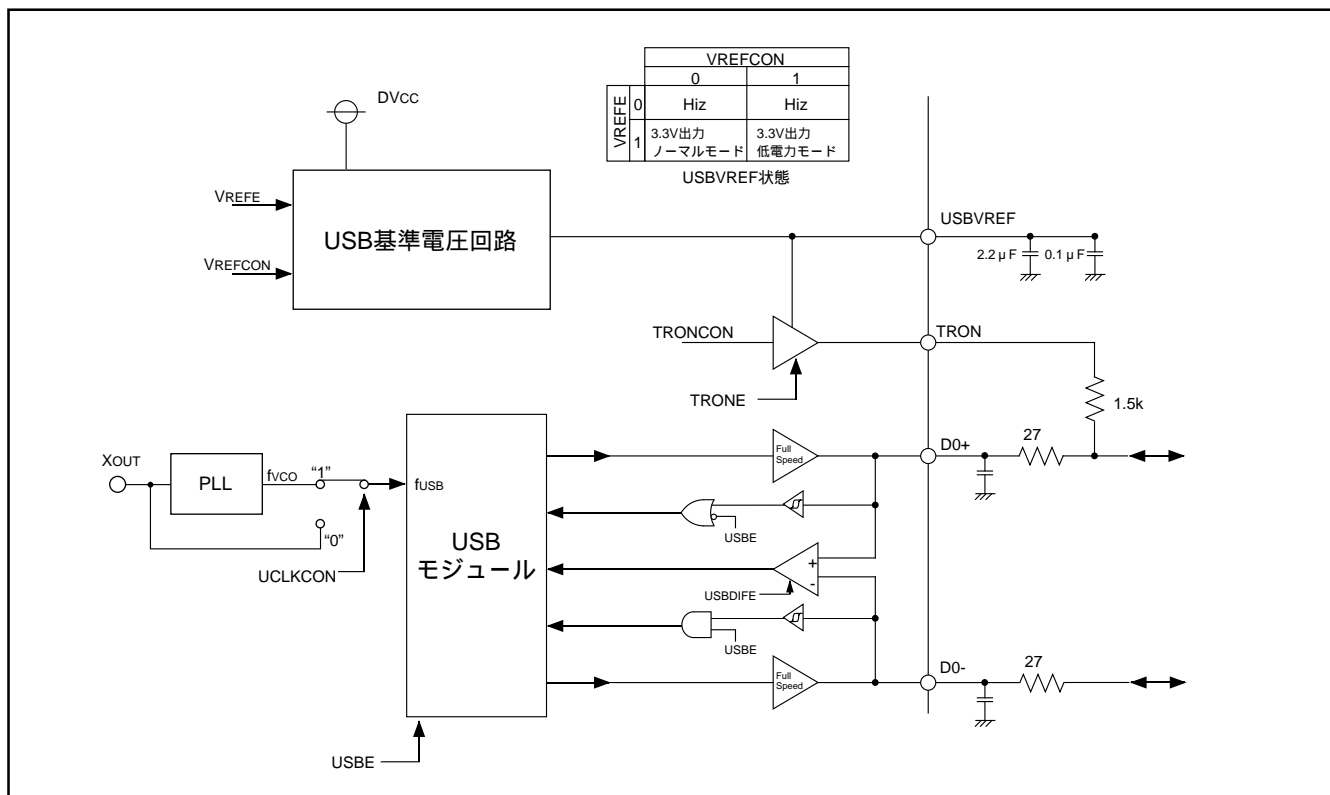 VREFCON
0 1
VREFE
0 Hiz Hiz
1 3.3V出力 ノーマルモード 3.3V出力 低電力モード
USBVREF状態
DVCC
VREFE
VREFCON
USB基準電圧回路
USBVREF
2.2μF 0.1μF
TRONCON
TRON
TRONE
1.5k
XOUT
PLL
fVCO
“1”
“0”
UCLKCON
fUSB
USB
モジュール
USBE
Full
Speed
D0+
27
USBE
+
-
USBDIFE
USBE
Full
Speed
D0-
27